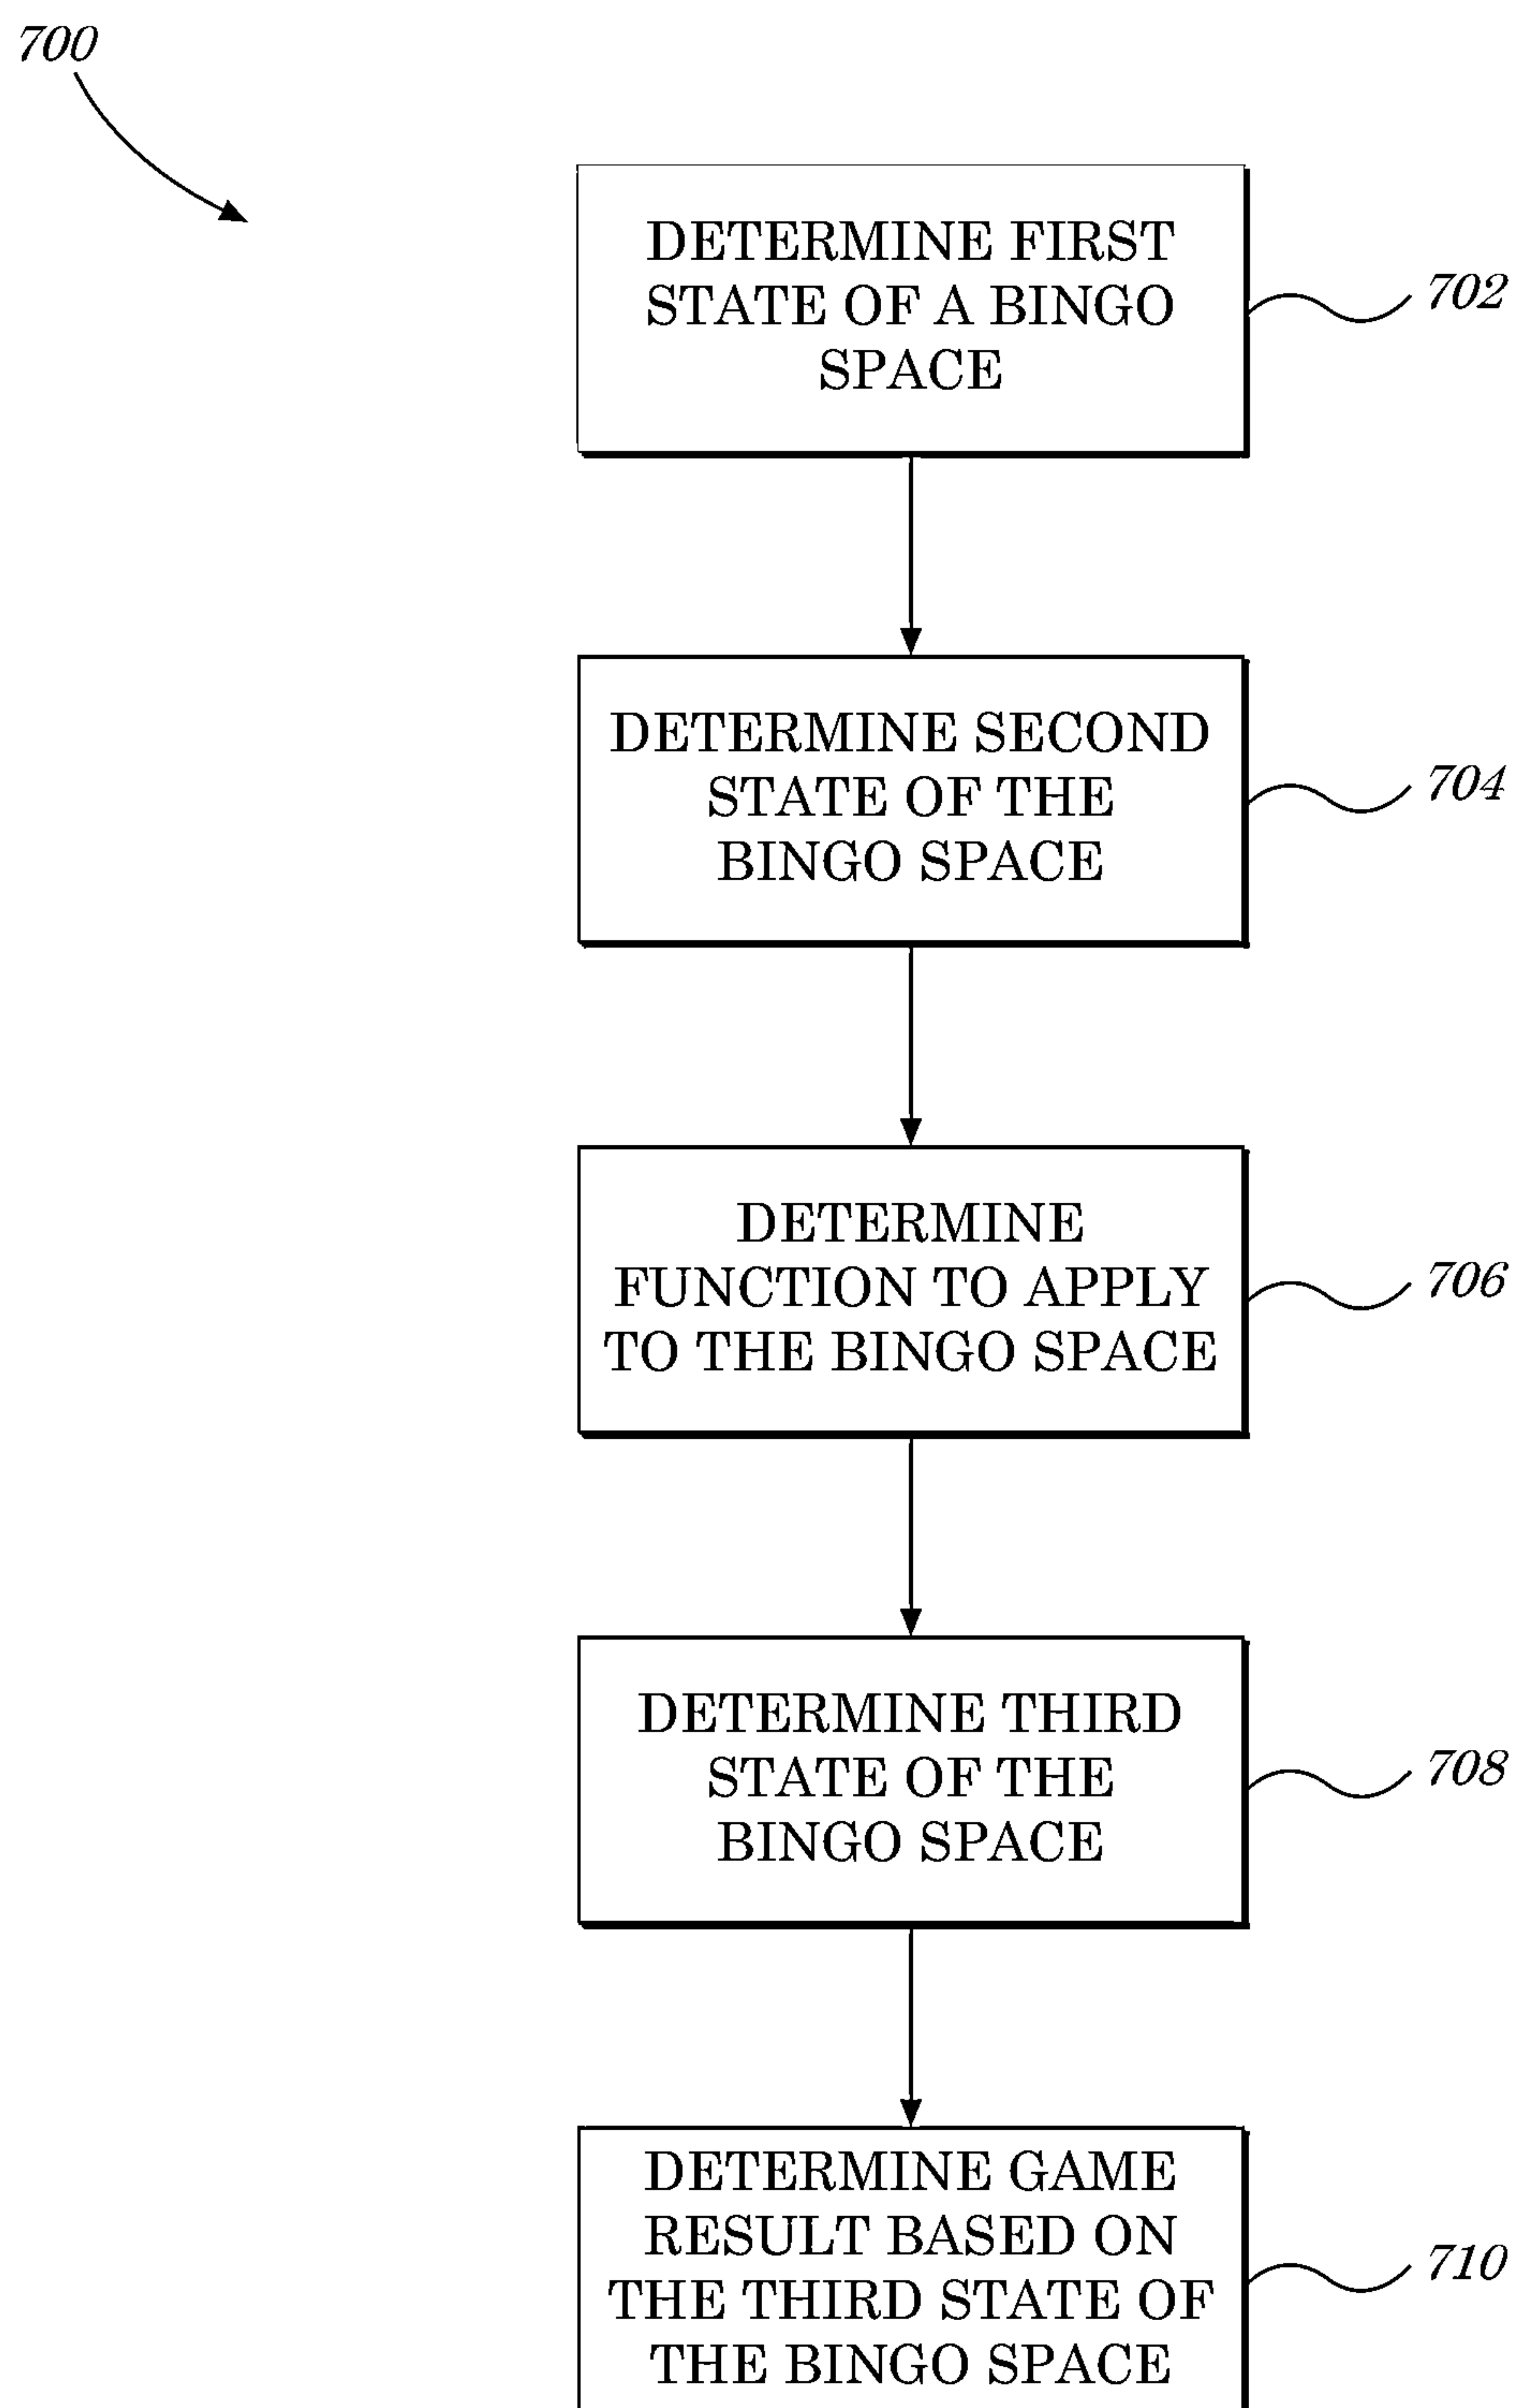 700
DETERMINE FIRST
STATE OF A BINGO
SPACE
702
DETERMINE SECOND
STATE OF THE
BINGO SPACE
704
DETERMINE
FUNCTION TO APPLY
TO THE BINGO SPACE
706
DETERMINE THIRD
STATE OF THE
BINGO SPACE
708
DETERMINE GAME
RESULT BASED ON
THE THIRD STATE OF
THE BINGO SPACE
710